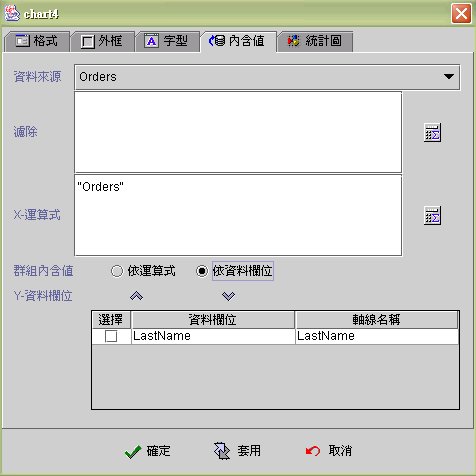 chart4
格式 外框 字型 內含值 統計圖
資料來源 Orders
濾除
X-運算式 "Orders"
群組內含值 依運算式 依資料欄位
Y-資料欄位
選擇 資料欄位 軸線名稱
LastName LastName
確定 套用 取消